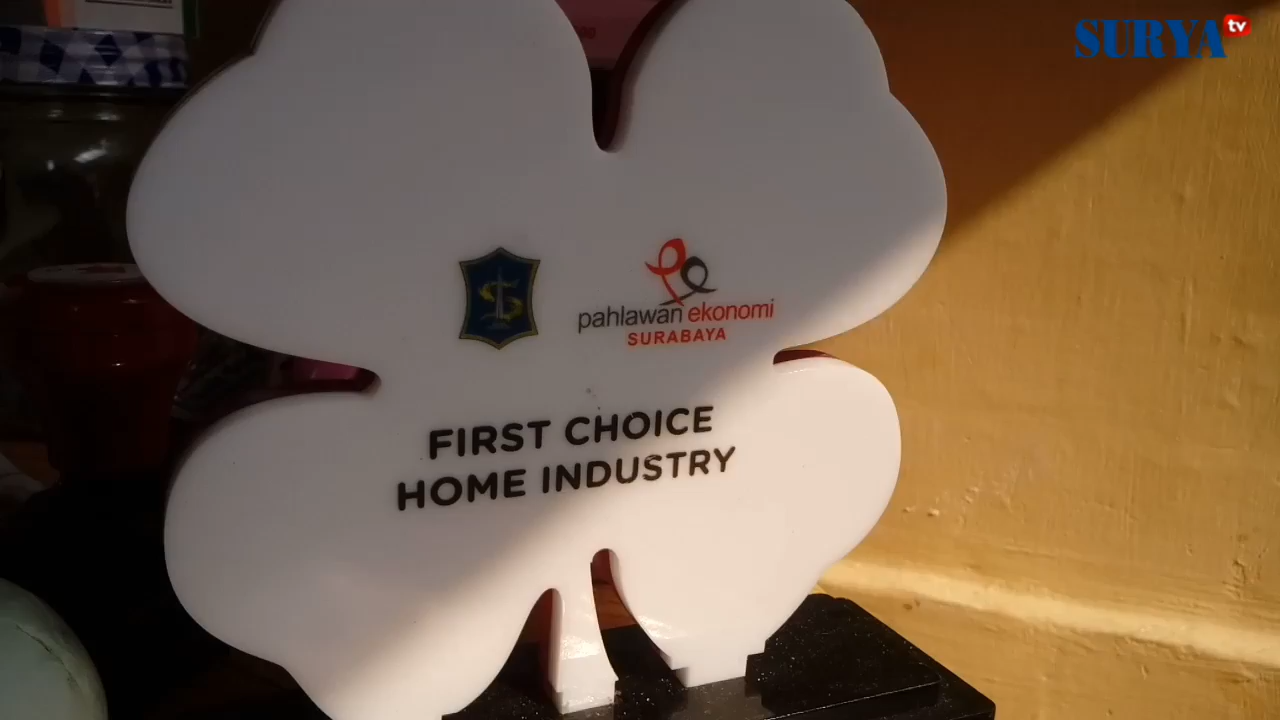 SURYA tv
pahlawan ekonomi
SURABAYA
FIRST CHOICE
HOME INDUSTRY